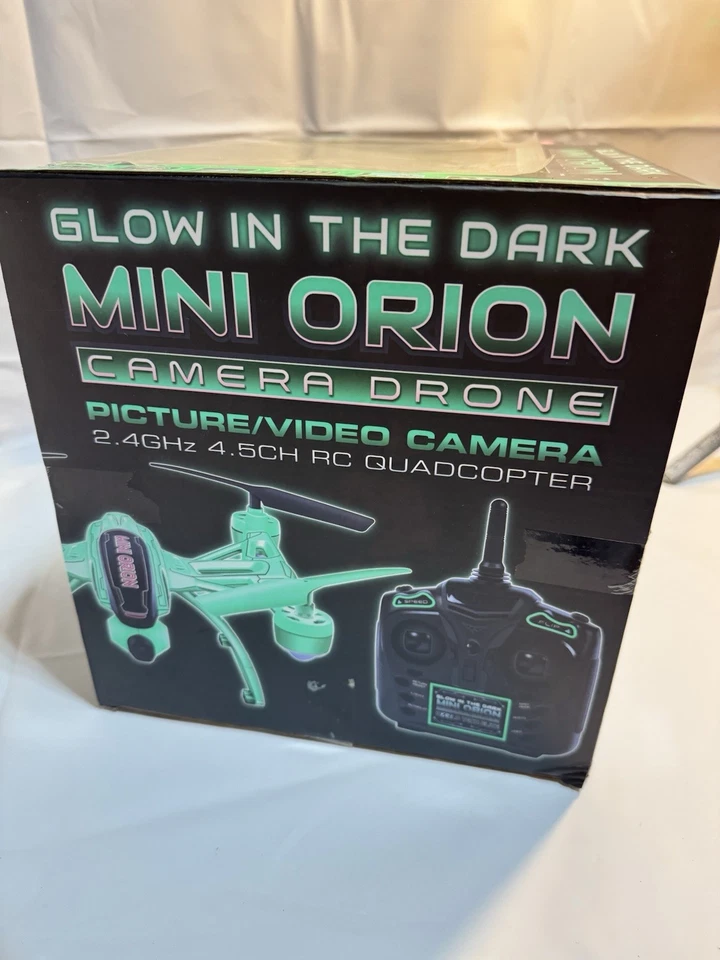 GLOW IN THE DARK
MINI ORION
CAMERA DRONE
PICTURE/VIDEO CAMERA
2.4GHz 4.5CH RC QUADCOPTER
MINI ORION
SPEED
FLIP
GLOW IN THE DARK
MINI ORION